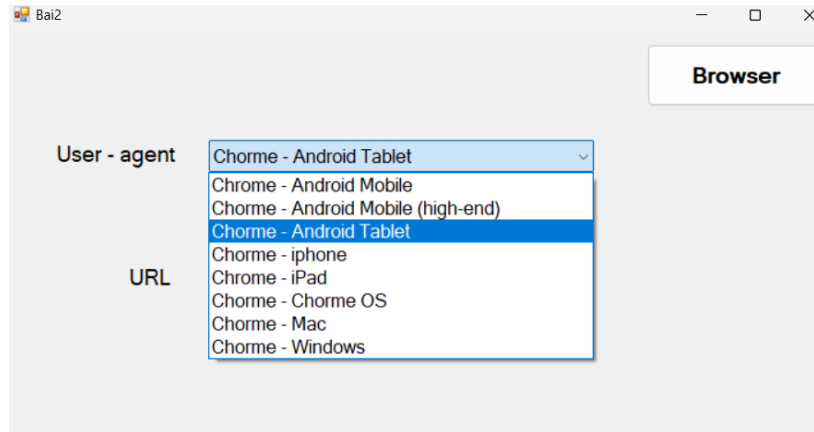 Bai2
Browser
User - agent
Chorme - Android Tablet
Chrome - Android Mobile
Chorme - Android Mobile (high-end)
Chorme - Android Tablet
Chorme - iphone
Chrome - iPad
Chorme - Chorme OS
Chorme - Mac
Chorme - Windows
URL